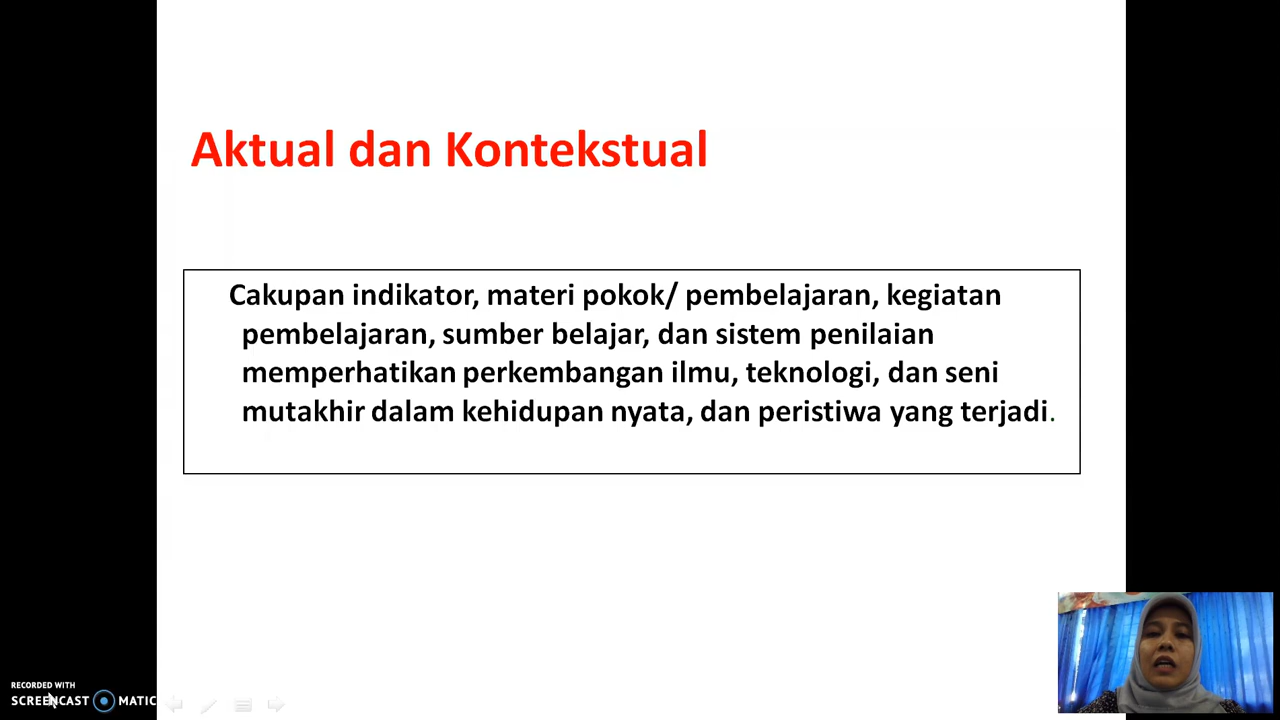 Aktual dan Kontekstual
Cakupan indikator, materi pokok/ pembelajaran, kegiatan
pembelajaran, sumber belajar, dan sistem penilaian
memperhatikan perkembangan ilmu, teknologi, dan seni
mutakhir dalam kehidupan nyata, dan peristiwa yang terjadi.
RECORDED WITH
SCREENCAST MATIC